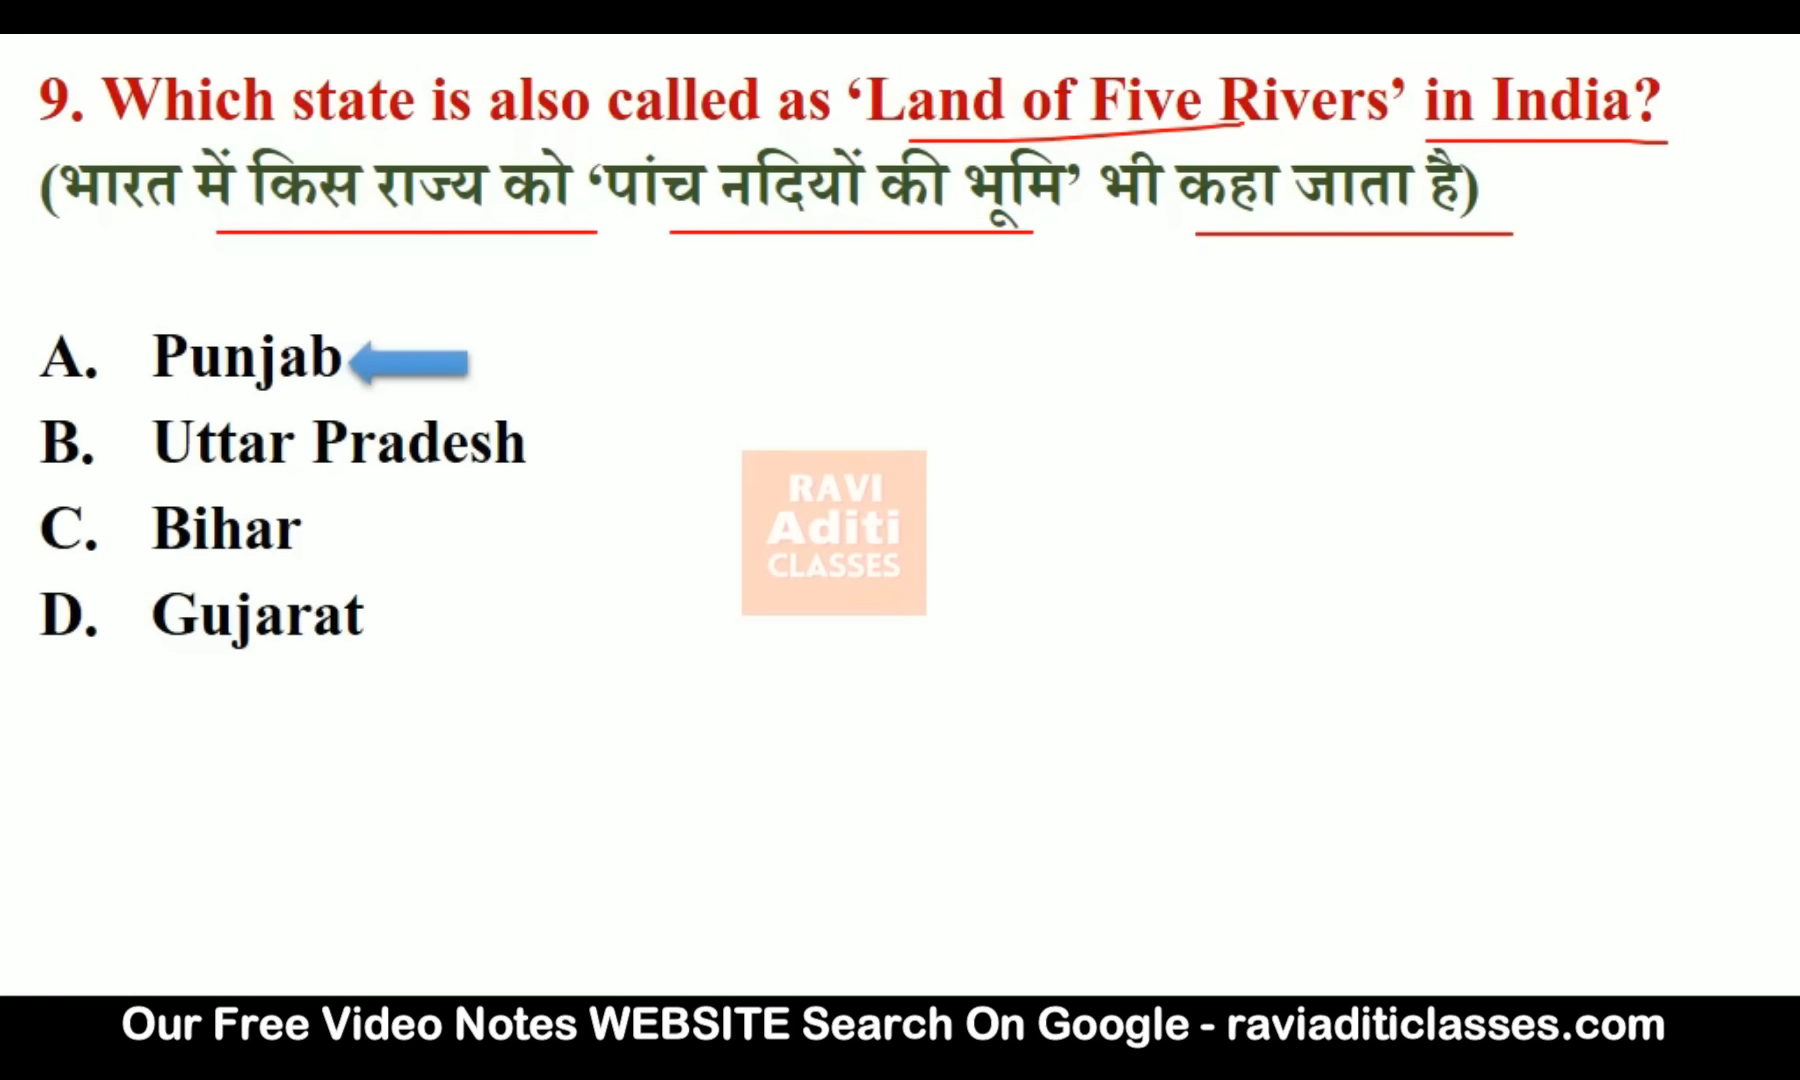 9. Which state is also called as ‘Land of Five Rivers’ in India?
(भारत में किस राज्य को ‘पांच नदियों की भूमि’ भी कहा जाता है)
A. Punjab
B. Uttar Pradesh
C. Bihar
D. Gujarat
RAVI
Aditi
CLASSES
Our Free Video Notes WEBSITE Search On Google - raviaditiclasses.com